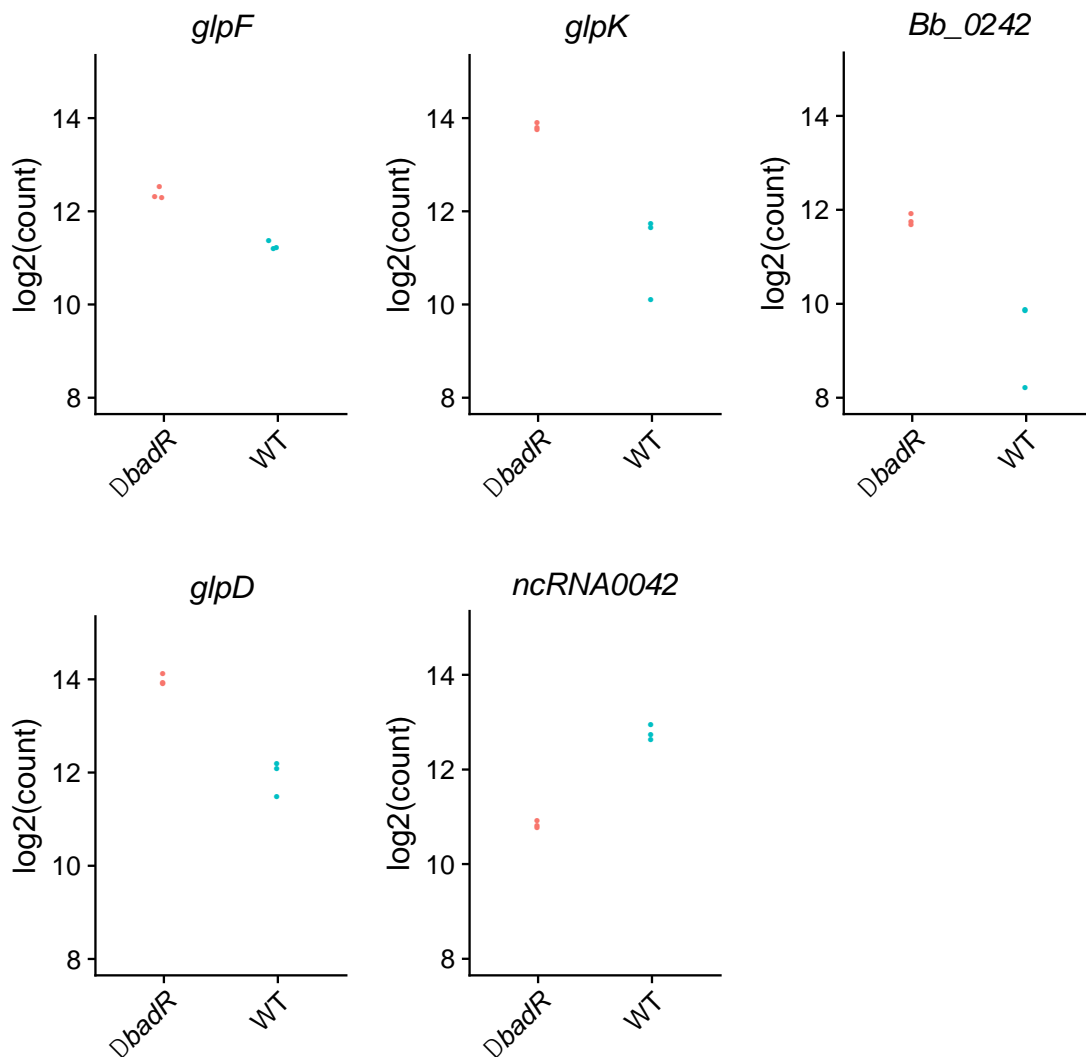 glpF
glpK
Bb_0242
log2(count)
14
12
10
8
DbadR
WT
log2(count)
14
12
10
8
DbadR
WT
log2(count)
14
12
10
8
DbadR
WT
glpD
ncRNA0042
log2(count)
14
12
10
8
DbadR
WT
log2(count)
14
12
10
8
DbadR
WT